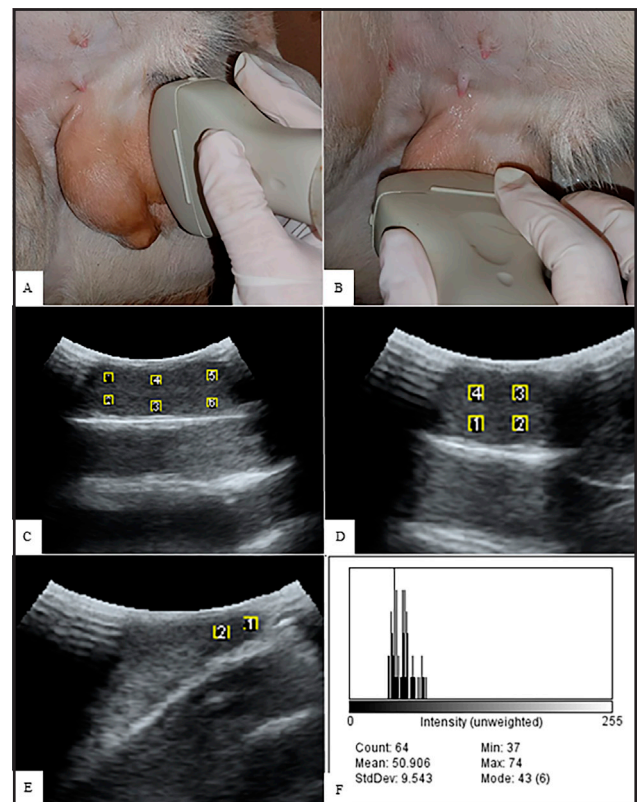 A
B
1
4
5
2
3
6
C
4
3
1
2
D
1
2
E
0
Intensity (unweighted)
255
Count: 64
Min: 37
Mean: 50.906
Max: 74
StdDev: 9.543
Mode: 43 (6)
F